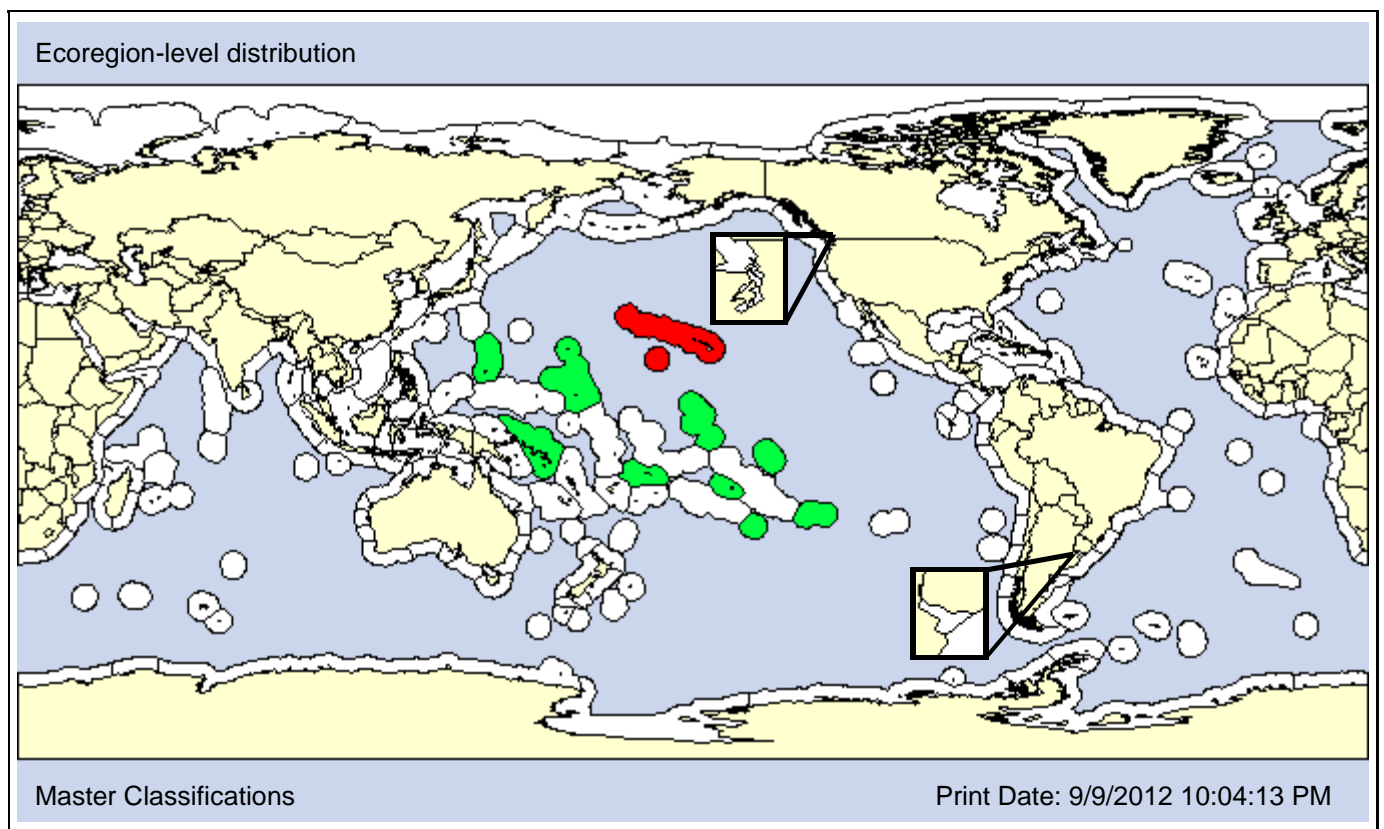 Ecoregion-level distribution
Master Classifications
Print Date: 9/9/2012 10:04:13 PM